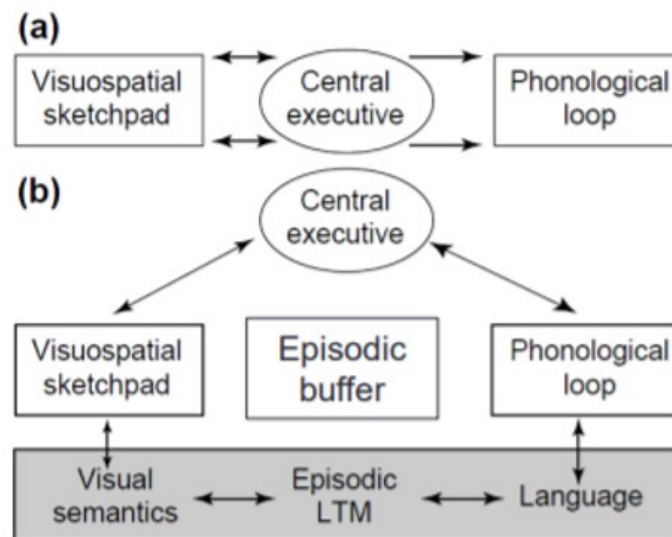 (a)
Visuospatial
sketchpad
Central
executive
Phonological
loop
(b)
Central
executive
Visuospatial
sketchpad
Episodic
buffer
Phonological
loop
Visual
semantics
Episodic
LTM
Language